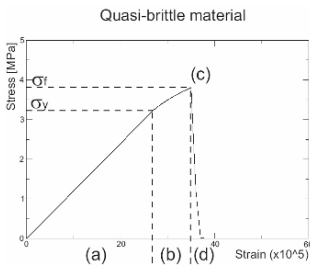 Quasi-brittle material
Stress [MPa]
5
4
3
2
1
0
σf
σy
(c)
0
20
40
60
(a)
(b)
(d)
Strain (x10^5)